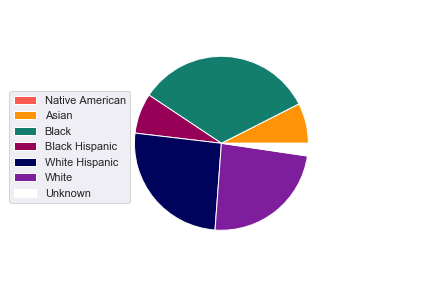 Native American
Asian
Black
Black Hispanic
White Hispanic
White
Unknown